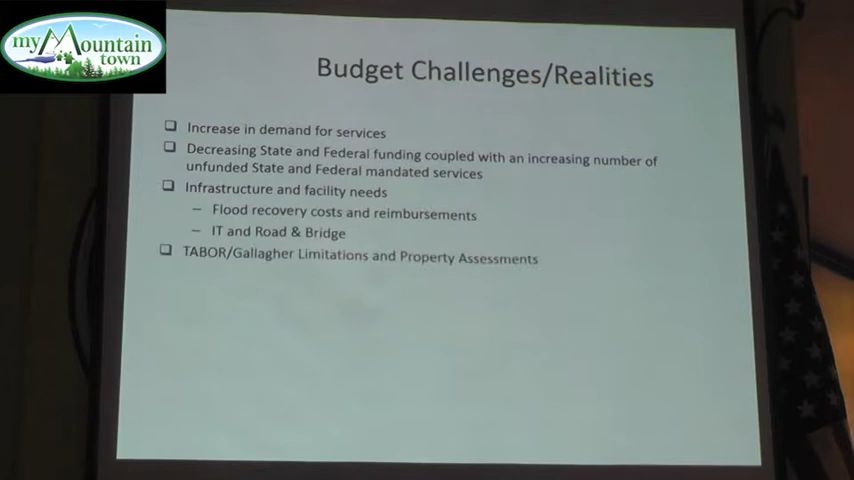 my Mountain
town
Budget Challenges/Realities
❑ Increase in demand for services
❑ Decreasing State and Federal funding coupled with an increasing number of
unfunded State and Federal mandated services
❑ Infrastructure and facility needs
– Flood recovery costs and reimbursements
– IT and Road & Bridge
❑ TABOR/Gallagher Limitations and Property Assessments